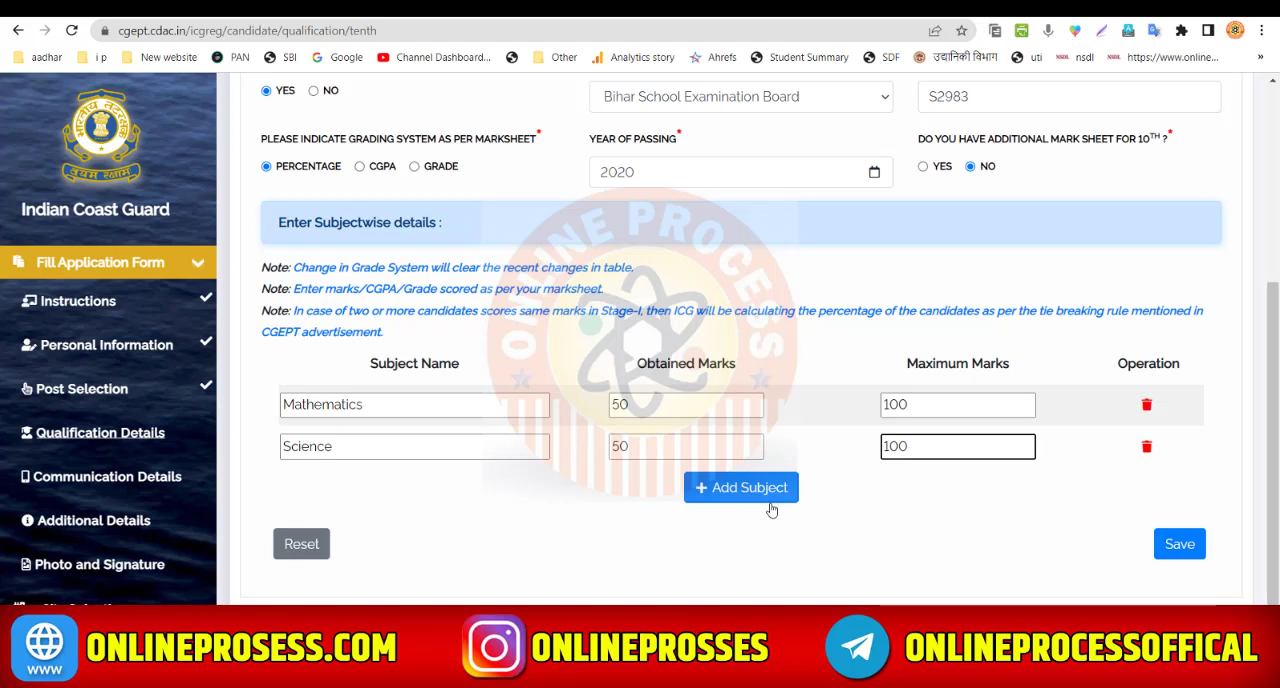 cgept.cdac.in/icgreg/candidate/qualification/tenth
aadhar i p New website PAN SBI Google Channel Dashboard... Other Analytics story Ahrefs Student Summary SDF उद्यानिकी विभाग uti NSDL nsdl NSDL https://www.online... »
YES NO
Bihar School Examination Board
S2983
PLEASE INDICATE GRADING SYSTEM AS PER MARKSHEET*
YEAR OF PASSING*
DO YOU HAVE ADDITIONAL MARK SHEET FOR 10TH ?*
PERCENTAGE CGPA GRADE
2020
YES NO
Indian Coast Guard
Fill Application Form
Instructions
Personal Information
Post Selection
Qualification Details
Communication Details
Additional Details
Photo and Signature
Enter Subjectwise details :
Note: Change in Grade System will clear the recent changes in table.
Note: Enter marks/CGPA/Grade scored as per your marksheet.
Note: In case of two or more candidates scores same marks in Stage-I, then ICG will be calculating the percentage of the candidates as per the tie breaking rule mentioned in
CGEPT advertisement.
Subject Name Obtained Marks Maximum Marks Operation
Mathematics 50 100
Science 50 100
+ Add Subject
Reset
Save
ONLINE PROCESS
WWW
ONLINEPROSESS.COM
ONLINEPROSSES
ONLINEPROCESSOFFICAL